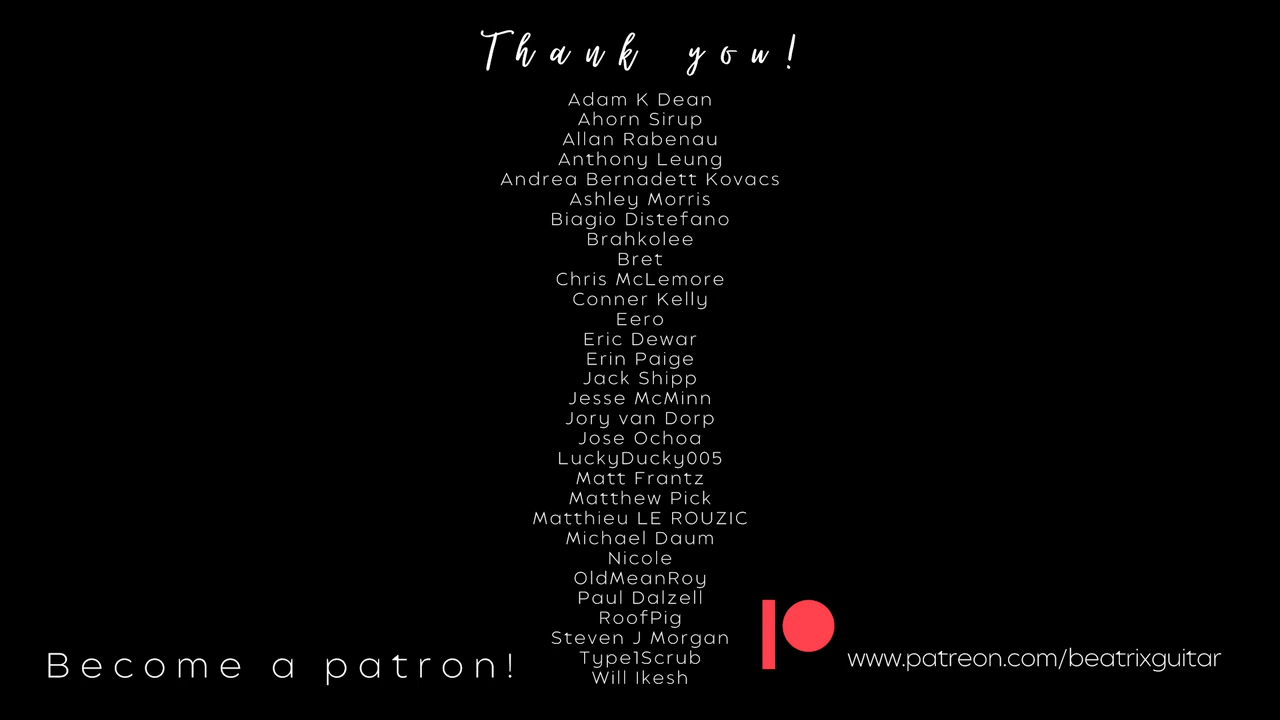 Thank you!
Adam K Dean
Ahorn Sirup
Allan Rabenau
Anthony Leung
Andrea Bernadett Kovacs
Ashley Morris
Biagio Distefano
Brahkolee
Bret
Chris McLemore
Conner Kelly
Eero
Eric Dewar
Erin Paige
Jack Shipp
Jesse McMinn
Jory van Dorp
Jose Ochoa
LuckyDucky005
Matt Frantz
Matthew Pick
Matthieu LE ROUZIC
Michael Daum
Nicole
OldMeanRoy
Paul Dalzell
RoofPig
Steven J Morgan
Type1Scrub
Will Ikesh
Become a patron!
www.patreon.com/beatrixguitar